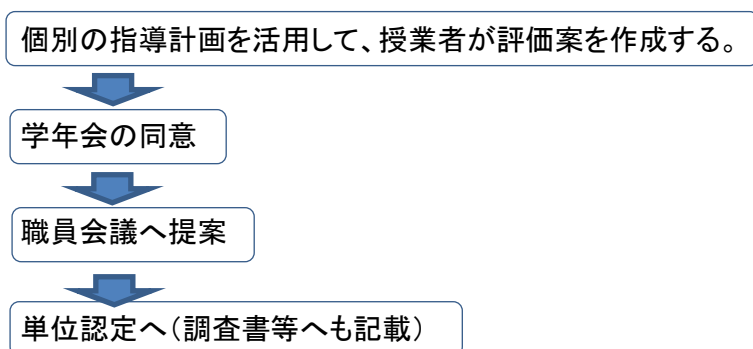 個別の指導計画を活用して、授業者が評価案を作成する。
学年会の同意
職員会議へ提案
単位認定へ(調査書等へも記載)